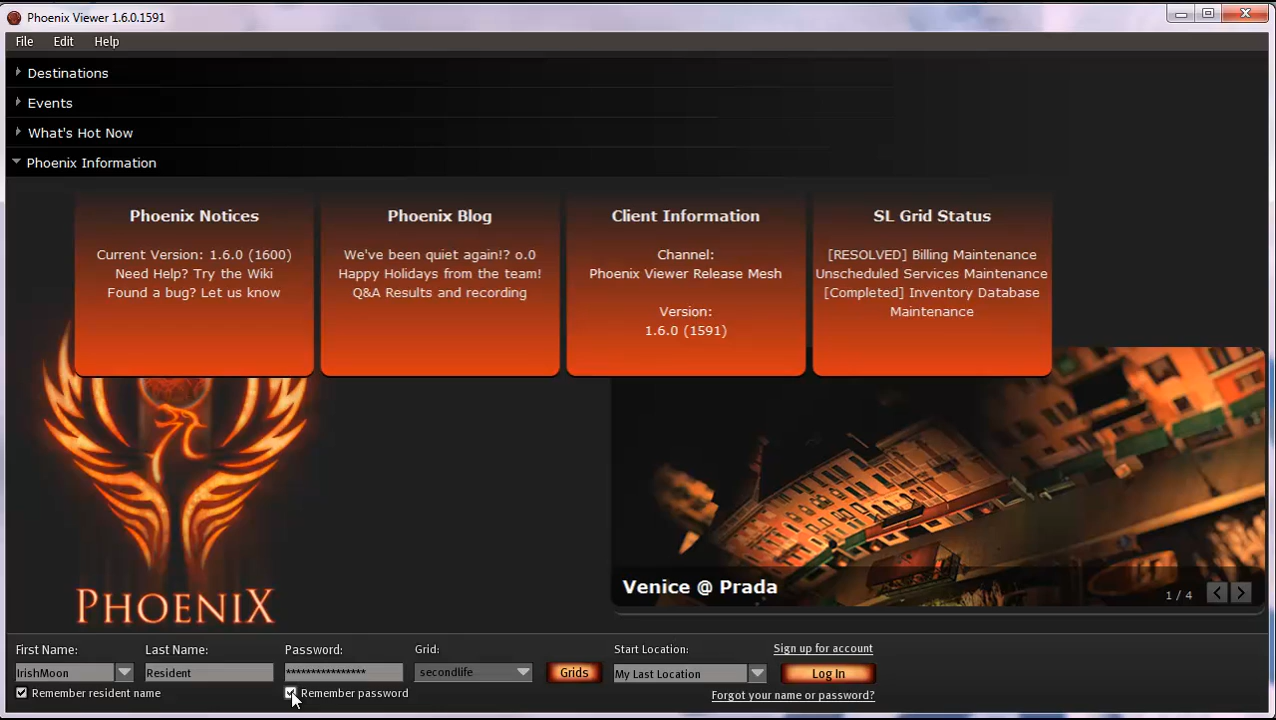 Phoenix Viewer 1.6.0.1591
File Edit Help
Destinations
Events
What's Hot Now
Phoenix Information
Phoenix Notices
Current Version: 1.6.0 (1600)
Need Help? Try the Wiki
Found a bug? Let us know
Phoenix Blog
We've been quiet again!? o.0
Happy Holidays from the team!
Q&A Results and recording
Client Information
Channel:
Phoenix Viewer Release Mesh
Version:
1.6.0 (1591)
SL Grid Status
[RESOLVED] Billing Maintenance
Unscheduled Services Maintenance
[Completed] Inventory Database
Maintenance
PHOENIX
Venice @ Prada
1 / 4
First Name: Last Name: Password: Grid: Start Location: Sign up for account
IrishMoon Resident **************** secondlife Grids My Last Location Log In
Remember resident name Remember password Forgot your name or password?